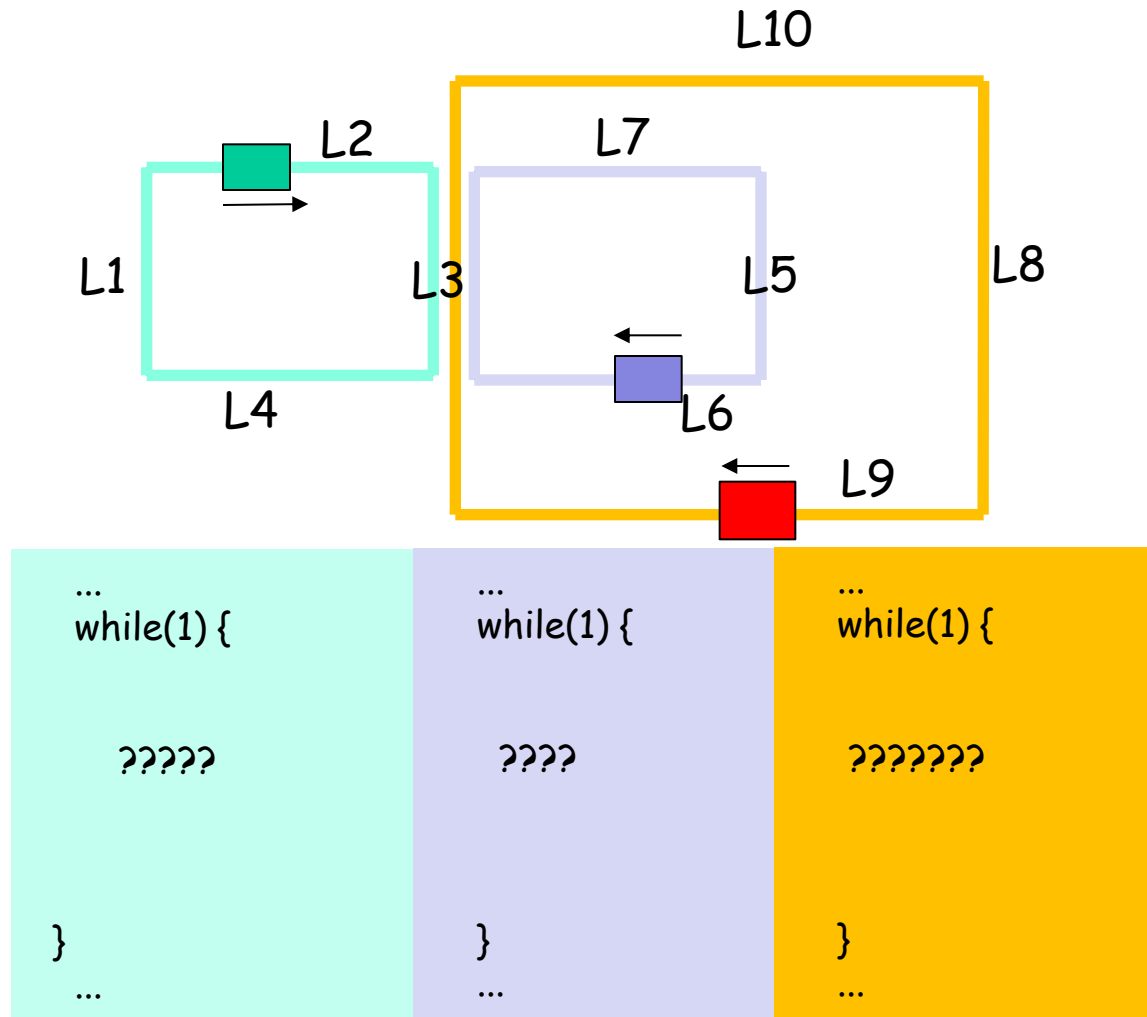 L10
L2
L7
L1
L3
L5
L8
L4
L6
L9
...
while(1) {
?????
}
...
...
while(1) {
????
}
...
...
while(1) {
???????
}
...